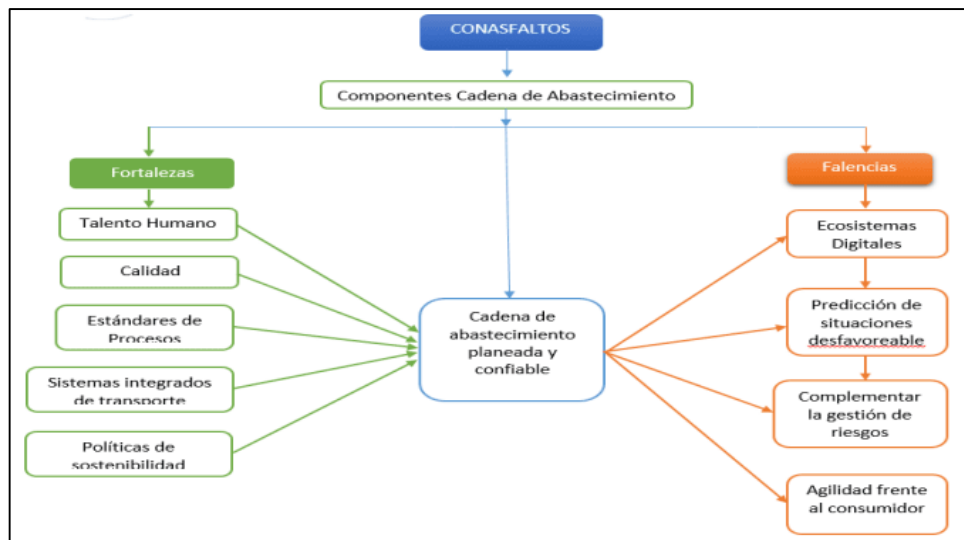 CONASFALTOS
Componentes Cadena de Abastecimiento
Fortalezas
Talento Humano
Calidad
Estándares de
Procesos
Sistemas integrados
de transporte
Políticas de
sostenibilidad
Cadena de
abastecimiento
planeada y
confiable
Falencias
Ecosistemas
Digitales
Predicción de
situaciones
desfavoreable
Complementar
la gestión de
riesgos
Agilidad frente
al consumidor